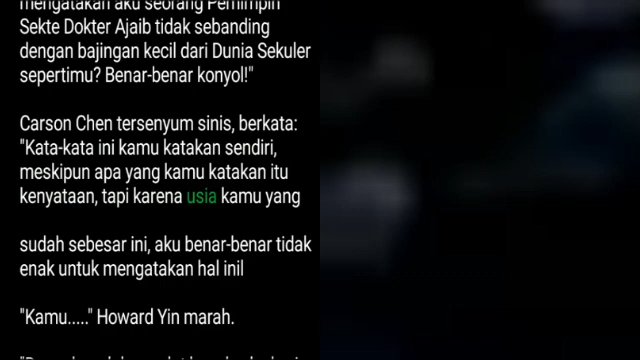 mengatakan aku seorang Pemimpin
Sekte Dokter Ajaib tidak sebanding
dengan bajingan kecil dari Dunia Sekuler
sepertimu? Benar-benar konyol!"
Carson Chen tersenyum sinis, berkata:
"Kata-kata ini kamu katakan sendiri,
meskipun apa yang kamu katakan itu
kenyataan, tapi karena usia kamu yang
sudah sebesar ini, aku benar-benar tidak
enak untuk mengatakan hal inil
"Kamu....." Howard Yin marah.